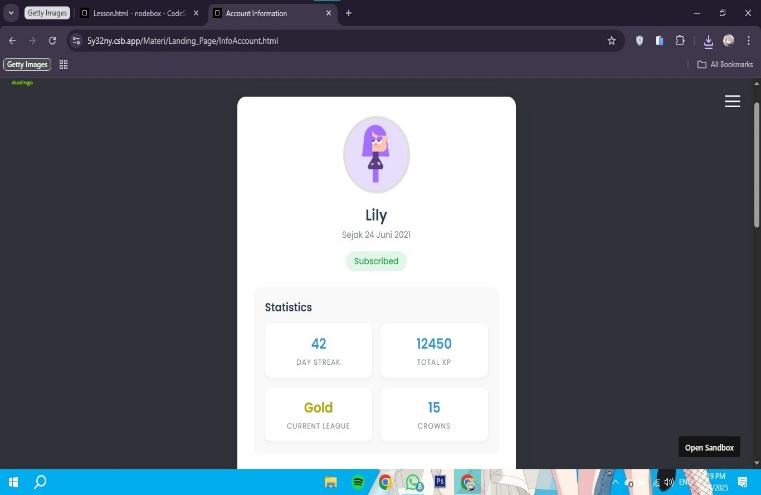 Getty Images
Lesson.html - nodebox - CodeS
Account Information
5y32ny.csb.app/Materi/Landing_Page/InfoAccount.html
Getty Images
All Bookmarks
duolingo
Lily
Sejak 24 Juni 2021
Subscribed
Statistics
42
DAY STREAK
12450
TOTAL XP
Gold
CURRENT LEAGUE
15
CROWNS
Open Sandbox
Ps